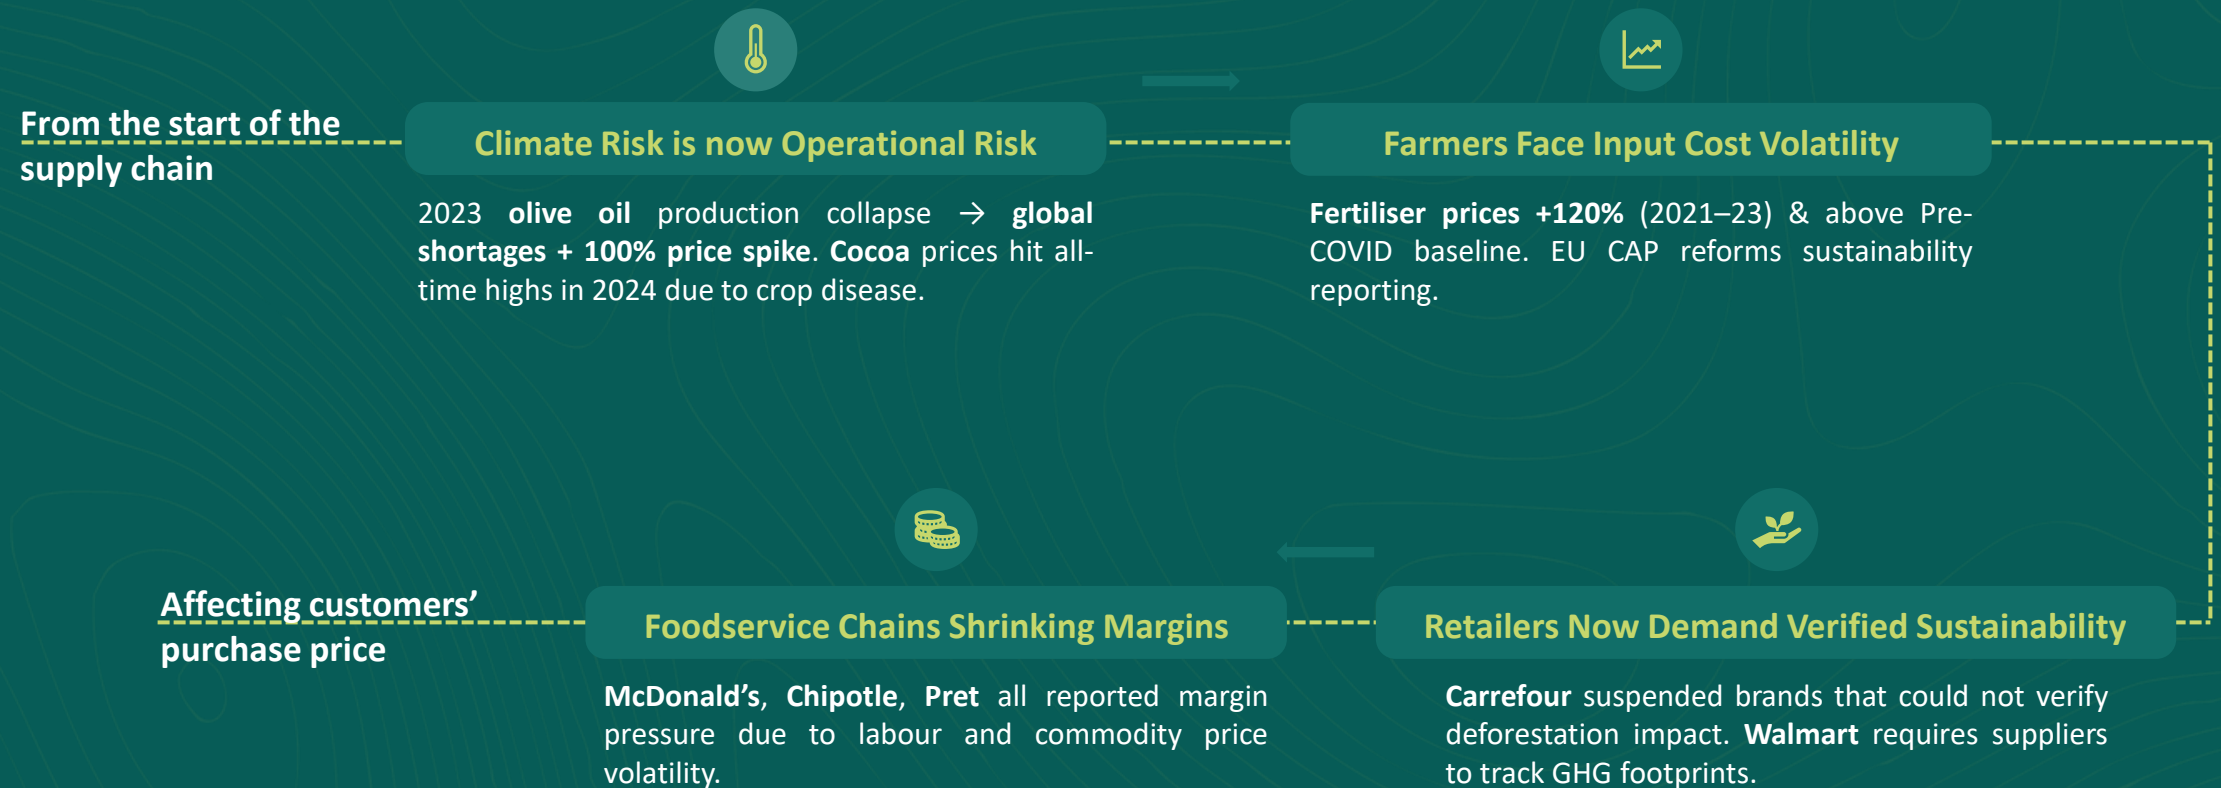 From the start of the
supply chain
Climate Risk is now Operational Risk
2023 olive oil production collapse → global
shortages + 100% price spike. Cocoa prices hit all-
time highs in 2024 due to crop disease.
Farmers Face Input Cost Volatility
Fertiliser prices +120% (2021–23) & above Pre-
COVID baseline. EU CAP reforms sustainability
reporting.
Retailers Now Demand Verified Sustainability
Carrefour suspended brands that could not verify
deforestation impact. Walmart requires suppliers
to track GHG footprints.
Foodservice Chains Shrinking Margins
McDonald’s, Chipotle, Pret all reported margin
pressure due to labour and commodity price
volatility.
Affecting customers’
purchase price